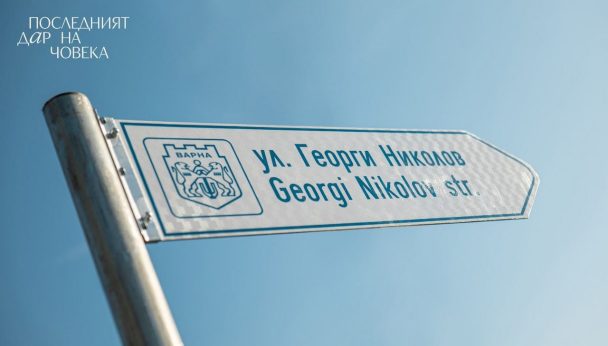 ПОСЛЕДНИЯТ
ДАР НА
ЧОВЕКА
ВАРНА
ул. Георги Николов
Georgi Nikolov str.